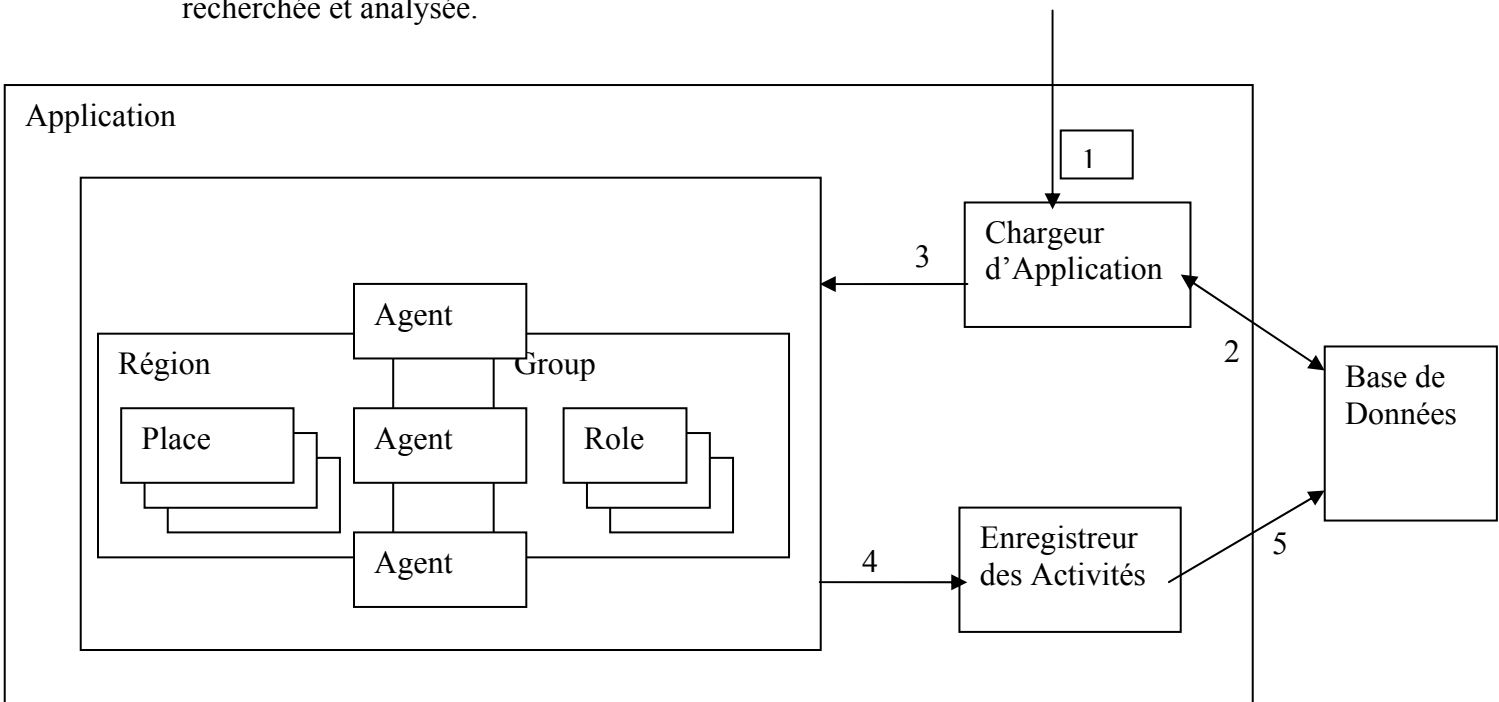 recherchée et analysée.
Application
1
Chargeur
d’Application
3
2
Agent
Région
Group
Base de
Données
Place
Agent
Role
Enregistreur
des Activités
4
5
Agent